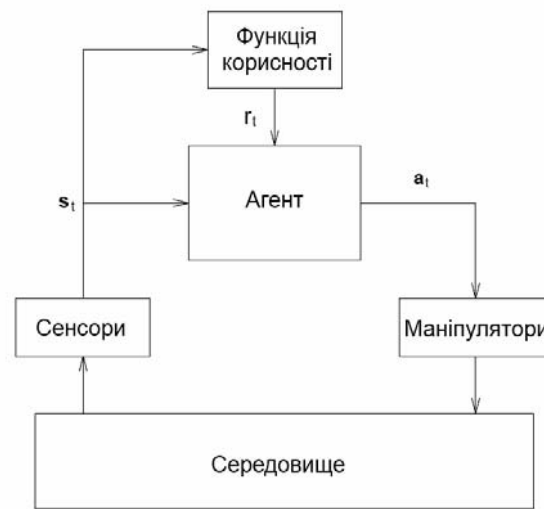 Функція
корисності
rₜ
Агент
aₜ
sₜ
Сенсори
Маніпулятори
Середовище